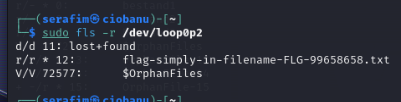 ┌──(serafim㉿ciobanu)-[~]
└─$ sudo fls -r /dev/loop0p2
d/d 11: lost+found
r/r * 12:       flag-simply-in-filename-FLG-99658658.txt
V/V 72577:      $OrphanFiles